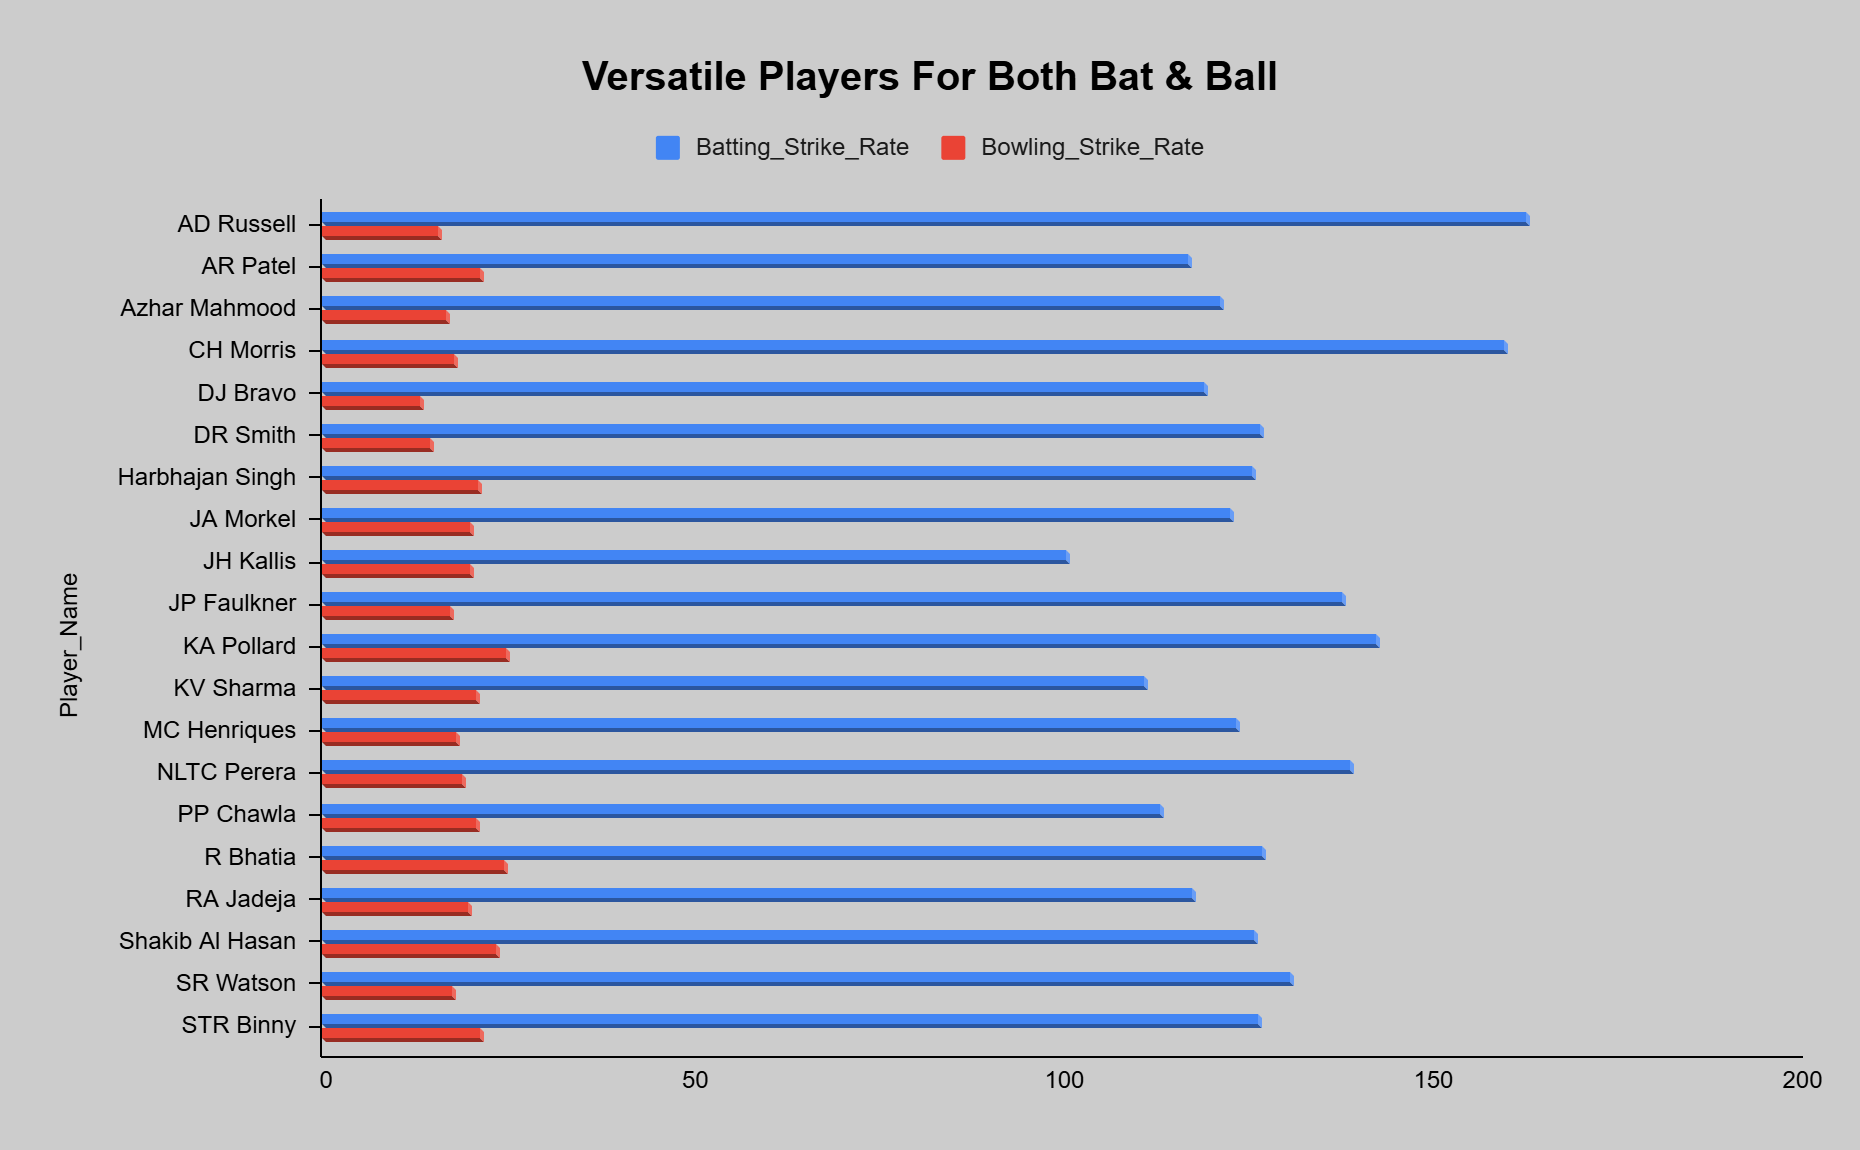 Versatile Players For Both Bat & Ball
Batting_Strike_Rate Bowling_Strike_Rate
AD Russell
AR Patel
Azhar Mahmood
CH Morris
DJ Bravo
DR Smith
Harbhajan Singh
JA Morkel
JH Kallis
JP Faulkner
KA Pollard
KV Sharma
MC Henriques
NLTC Perera
PP Chawla
R Bhatia
RA Jadeja
Shakib Al Hasan
SR Watson
STR Binny
Player_Name
0 50 100 150 200